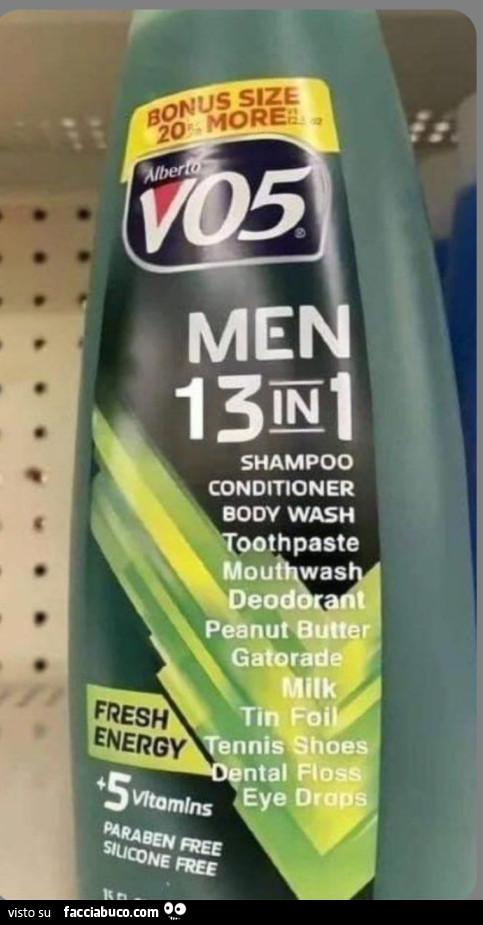 BONUS SIZE
20% MORE
Alberto
VO5®
MEN
13 IN 1
SHAMPOO
CONDITIONER
BODY WASH
Toothpaste
Mouthwash
Deodorant
Peanut Butter
Gatorade
Milk
Tin Foil
Tennis Shoes
Dental Floss
Eye Drops
FRESH
ENERGY
+5 Vitamins
PARABEN FREE
SILICONE FREE
visto su facciabuco.com